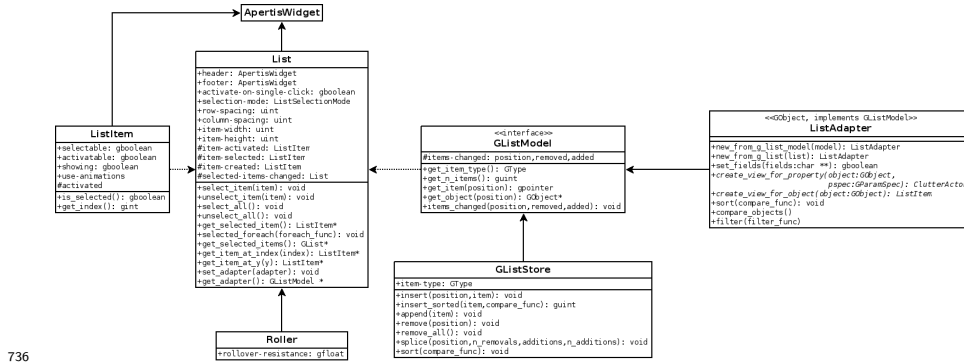 ApertisWidget
List
+header: ApertisWidget
+footer: ApertisWidget
+activate-on-single-click: gboolean
+selection-mode: ListSelectionMode
+row-spacing: uint
+column-spacing: uint
+item-width: uint
+item-height: uint
#item-activated: ListItem
#item-selected: ListItem
#item-created: ListItem
#selected-items-changed: List
+select_item(item): void
+unselect_item(item): void
+select_all(): void
+unselect_all(): void
+get_selected_item(): ListItem*
+selected_foreach(foreach_func): void
+get_selected_items(): GList*
+get_item_at_index(index): ListItem*
+get_item_at_y(y): ListItem*
+set_adapter(adapter): void
+get_adapter(): GListModel *
ListItem
+selectable: gboolean
+activatable: gboolean
+showing: gboolean
+use-animations
#activated
+is_selected(): gboolean
+get_index(): gint
Roller
+rollover-resistance: gfloat
<<interface>>
GListModel
#items-changed: position,removed,added
+get_item_type(): GType
+get_n_items(): guint
+get_item(position): gpointer
+get_object(position): GObject*
+items_changed(position,removed,added): void
GListStore
+item-type: GType
+insert(position,item): void
+insert_sorted(item,compare_func): guint
+append(item): void
+remove(position): void
+remove_all(): void
+splice(position,n_removals,additions,n_additions): void
+sort(compare_func): void
<<GObject, implements GListModel>>
ListAdapter
+new_from_g_list_model(model): ListAdapter
+new_from_g_list(list): ListAdapter
+set_fields(fields:char **): gboolean
+create_view_for_property(object:GObject,
pspec:GParamSpec): ClutterActor
+create_view_for_object(object:GObject): ListItem
+sort(compare_func): void
+compare_objects()
+filter(filter_func)
736